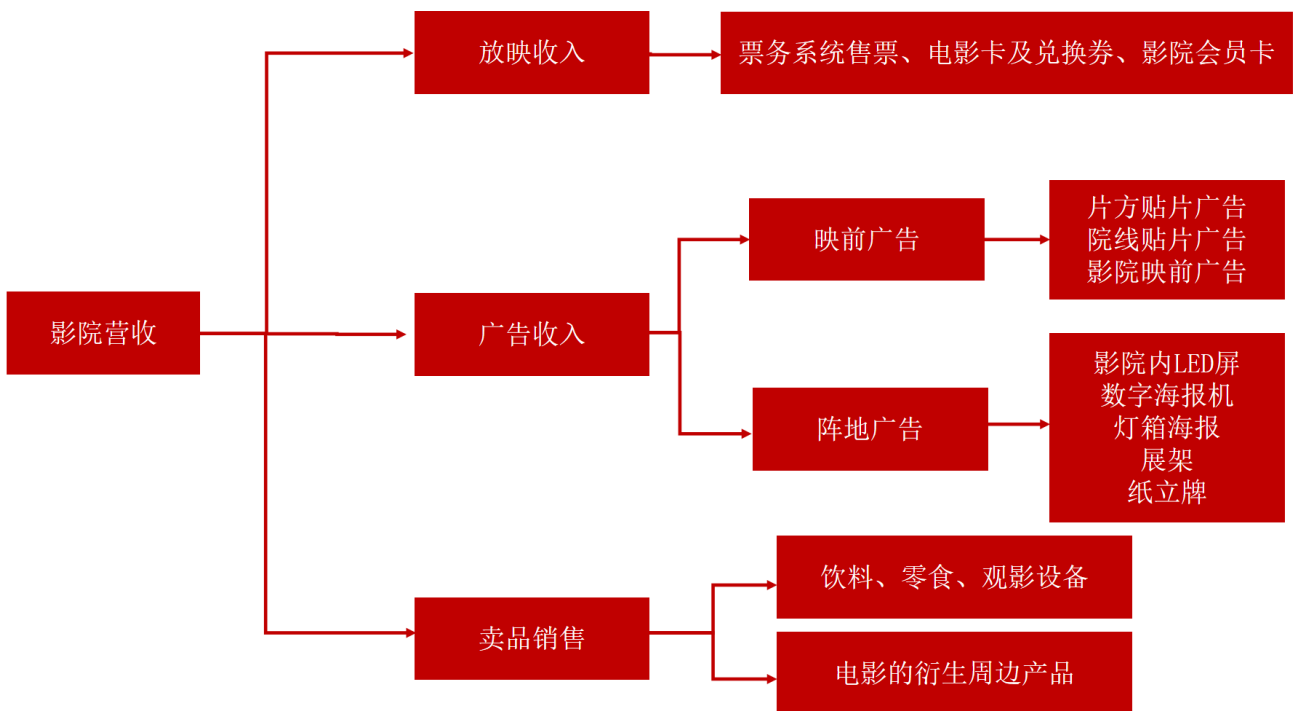 影院营收
放映收入
票务系统售票、电影卡及兑换券、影院会员卡
广告收入
映前广告
片方贴片广告
院线贴片广告
影院映前广告
阵地广告
影院内LED屏
数字海报机
灯箱海报
展架
纸立牌
卖品销售
饮料、零食、观影设备
电影的衍生周边产品